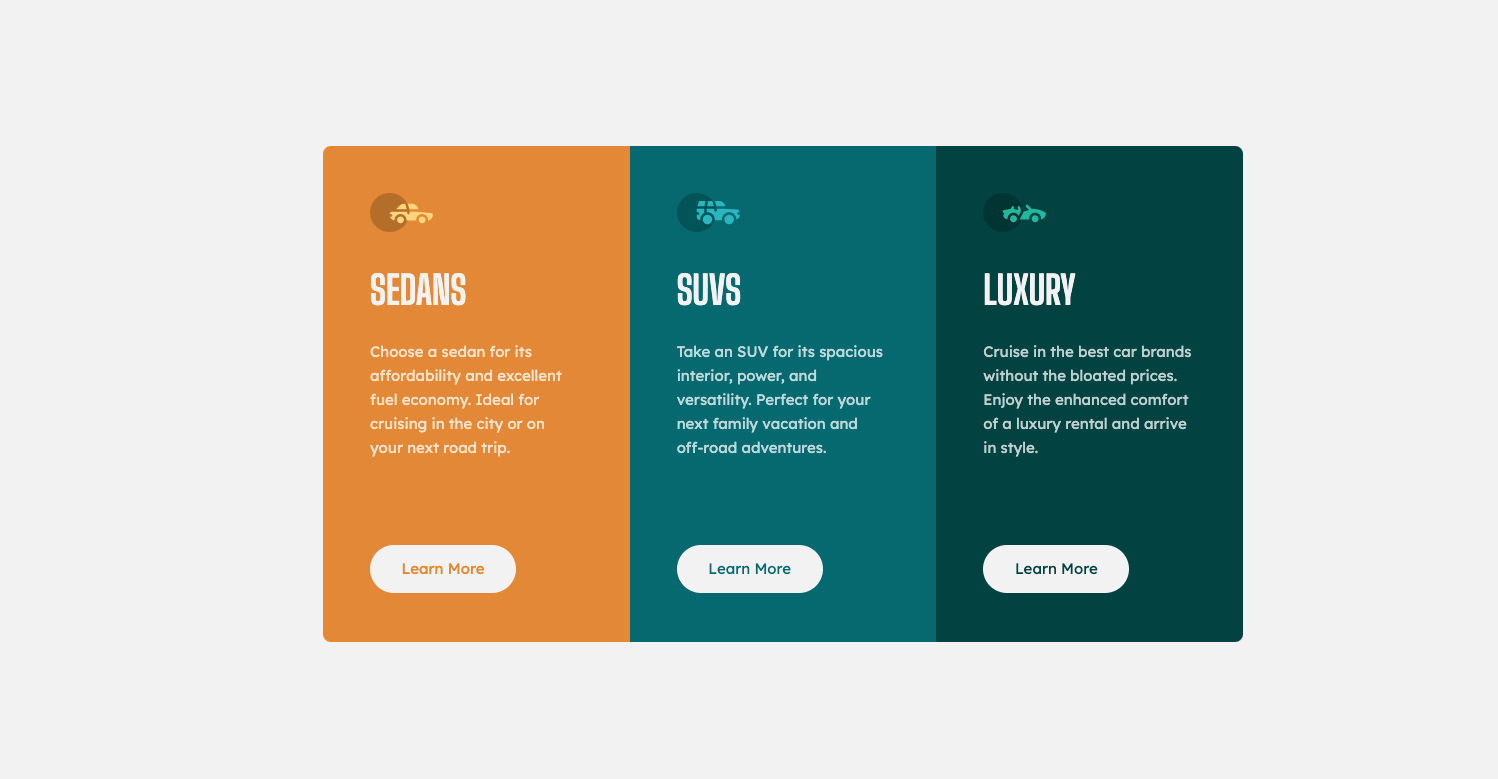 SEDANS
Choose a sedan for its
affordability and excellent
fuel economy. Ideal for
cruising in the city or on
your next road trip.
Learn More
SUVS
Take an SUV for its spacious
interior, power, and
versatility. Perfect for your
next family vacation and
off-road adventures.
Learn More
LUXURY
Cruise in the best car brands
without the bloated prices.
Enjoy the enhanced comfort
of a luxury rental and arrive
in style.
Learn More